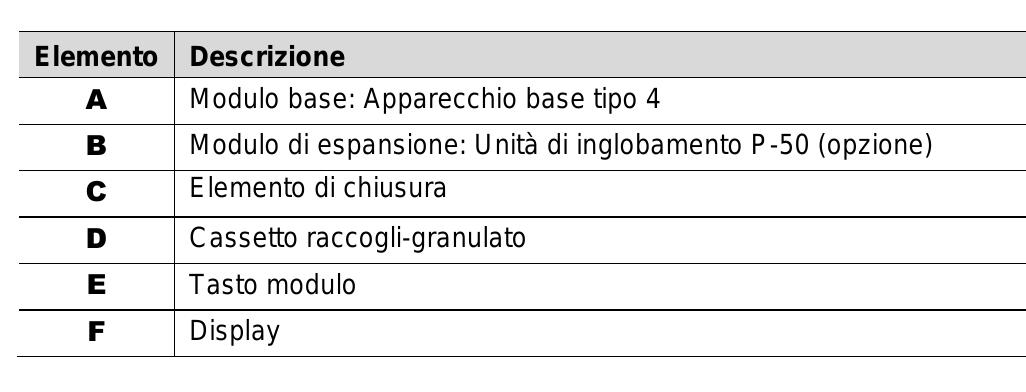 Elemento Descrizione
A Modulo base: Apparecchio base tipo 4
B Modulo di espansione: Unità di inglobamento P-50 (opzione)
C Elemento di chiusura
D Cassetto raccogli-granulato
E Tasto modulo
F Display